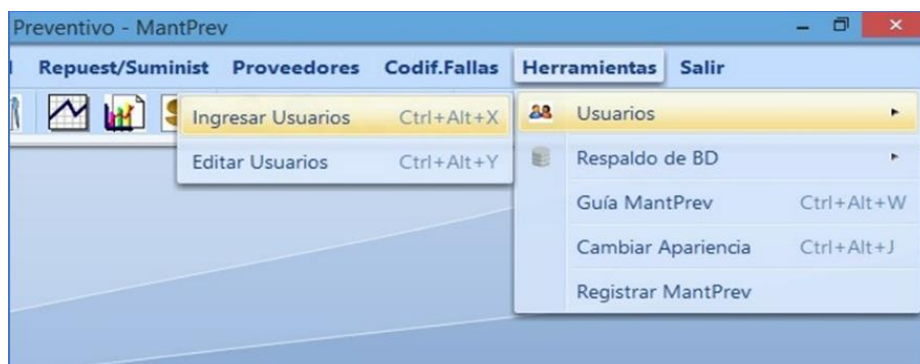 Preventivo - MantPrev
Repuest/Suminist Proveedores Codif.Fallas Herramientas Salir
Ingresar Usuarios Ctrl+Alt+X
Editar Usuarios Ctrl+Alt+Y
Usuarios
Respaldo de BD
Guía MantPrev Ctrl+Alt+W
Cambiar Apariencia Ctrl+Alt+J
Registrar MantPrev